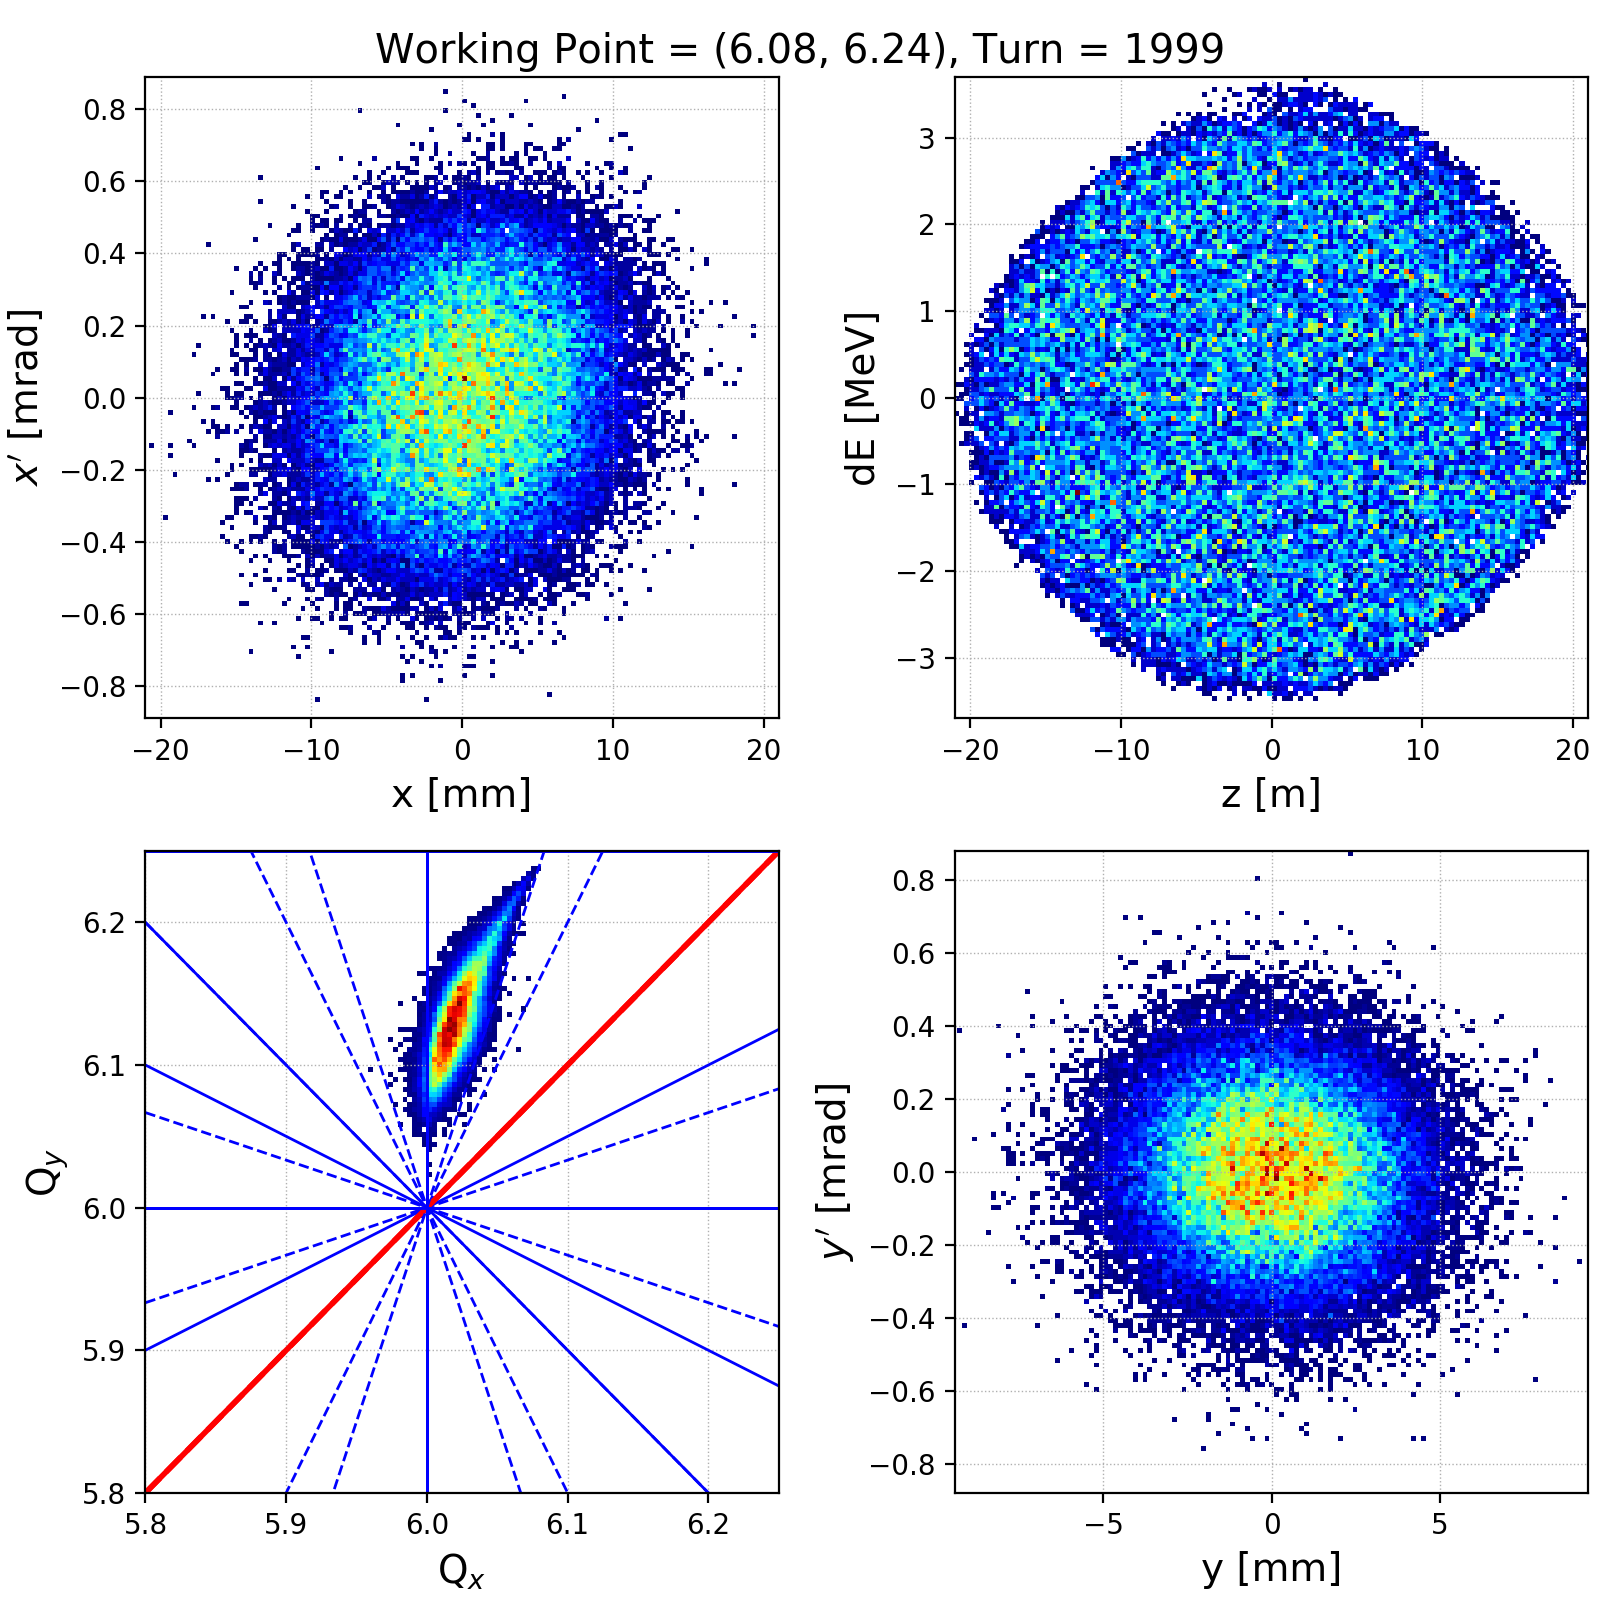 Working Point = (6.08, 6.24), Turn = 1999
0.8
0.6
0.4
0.2
0.0
−0.2
−0.4
−0.6
−0.8
x′ [mrad]
−20 −10 0 10 20
x [mm]
3
2
1
0
−1
−2
−3
dE [MeV]
−20 −10 0 10 20
z [m]
6.2
6.1
6.0
5.9
5.8
Qy
5.8 5.9 6.0 6.1 6.2
Qx
0.8
0.6
0.4
0.2
0.0
−0.2
−0.4
−0.6
−0.8
y′ [mrad]
−5 0 5
y [mm]